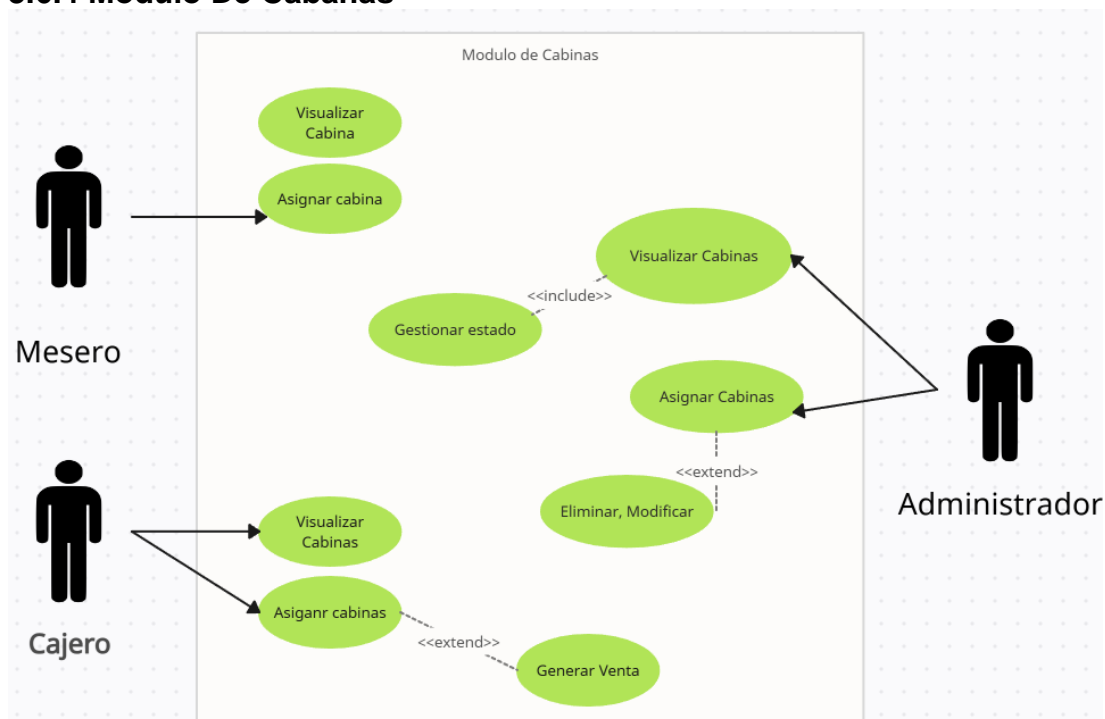 Modulo de Cabinas
Visualizar
Cabina
Asignar cabina
Visualizar Cabinas
<<include>>
Gestionar estado
Mesero
Asignar Cabinas
<<extend>>
Eliminar, Modificar
Administrador
Visualizar
Cabinas
Asiganr cabinas
Cajero
<<extend>>
Generar Venta